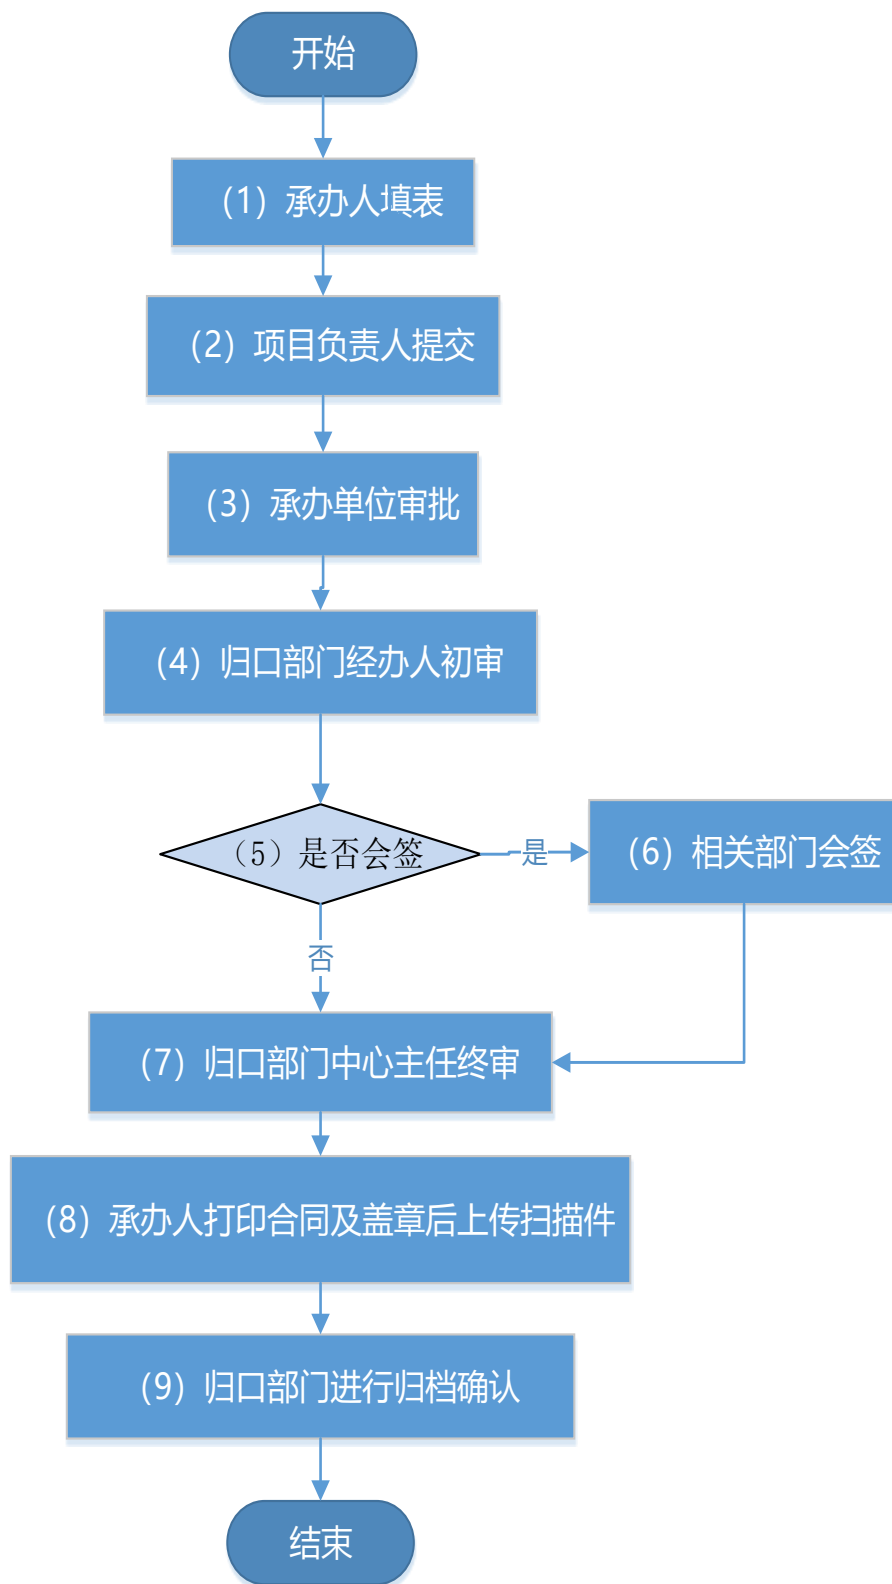 开始
（1）承办人填表
（2）项目负责人提交
（3）承办单位审批
（4）归口部门经办人初审
（5）是否会签
是
（6）相关部门会签
否
（7）归口部门中心主任终审
（8）承办人打印合同及盖章后上传扫描件
（9）归口部门进行归档确认
结束